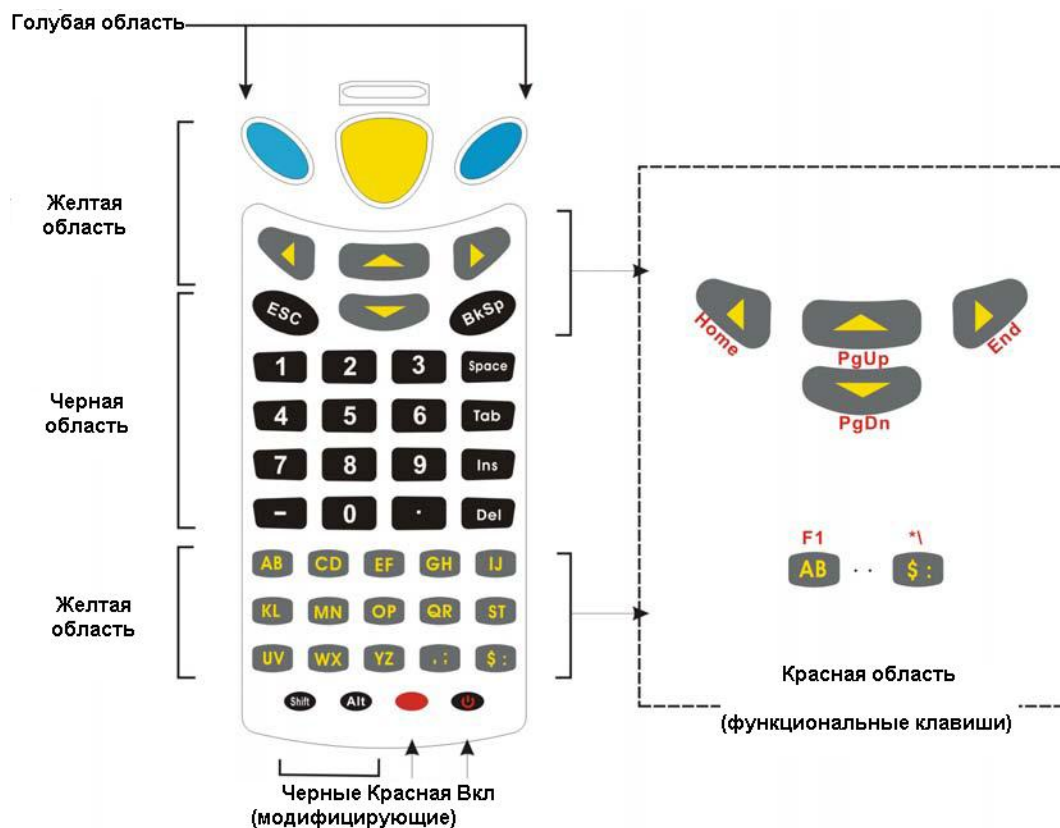 Голубая область
Желтая
область
ESC
BkSp
1 2 3 Space
Черная
область
4 5 6 Tab
7 8 9 Ins
- 0 . Del
AB CD EF GH IJ
Желтая
область
KL MN OP QR ST
UV WX YZ , ; $ :
Shift Alt
Черные Красная Вкл
(модифицирующие)
Home
PgUp
End
PgDn
F1 *\
AB . . $ :
Красная область
(функциональные клавиши)